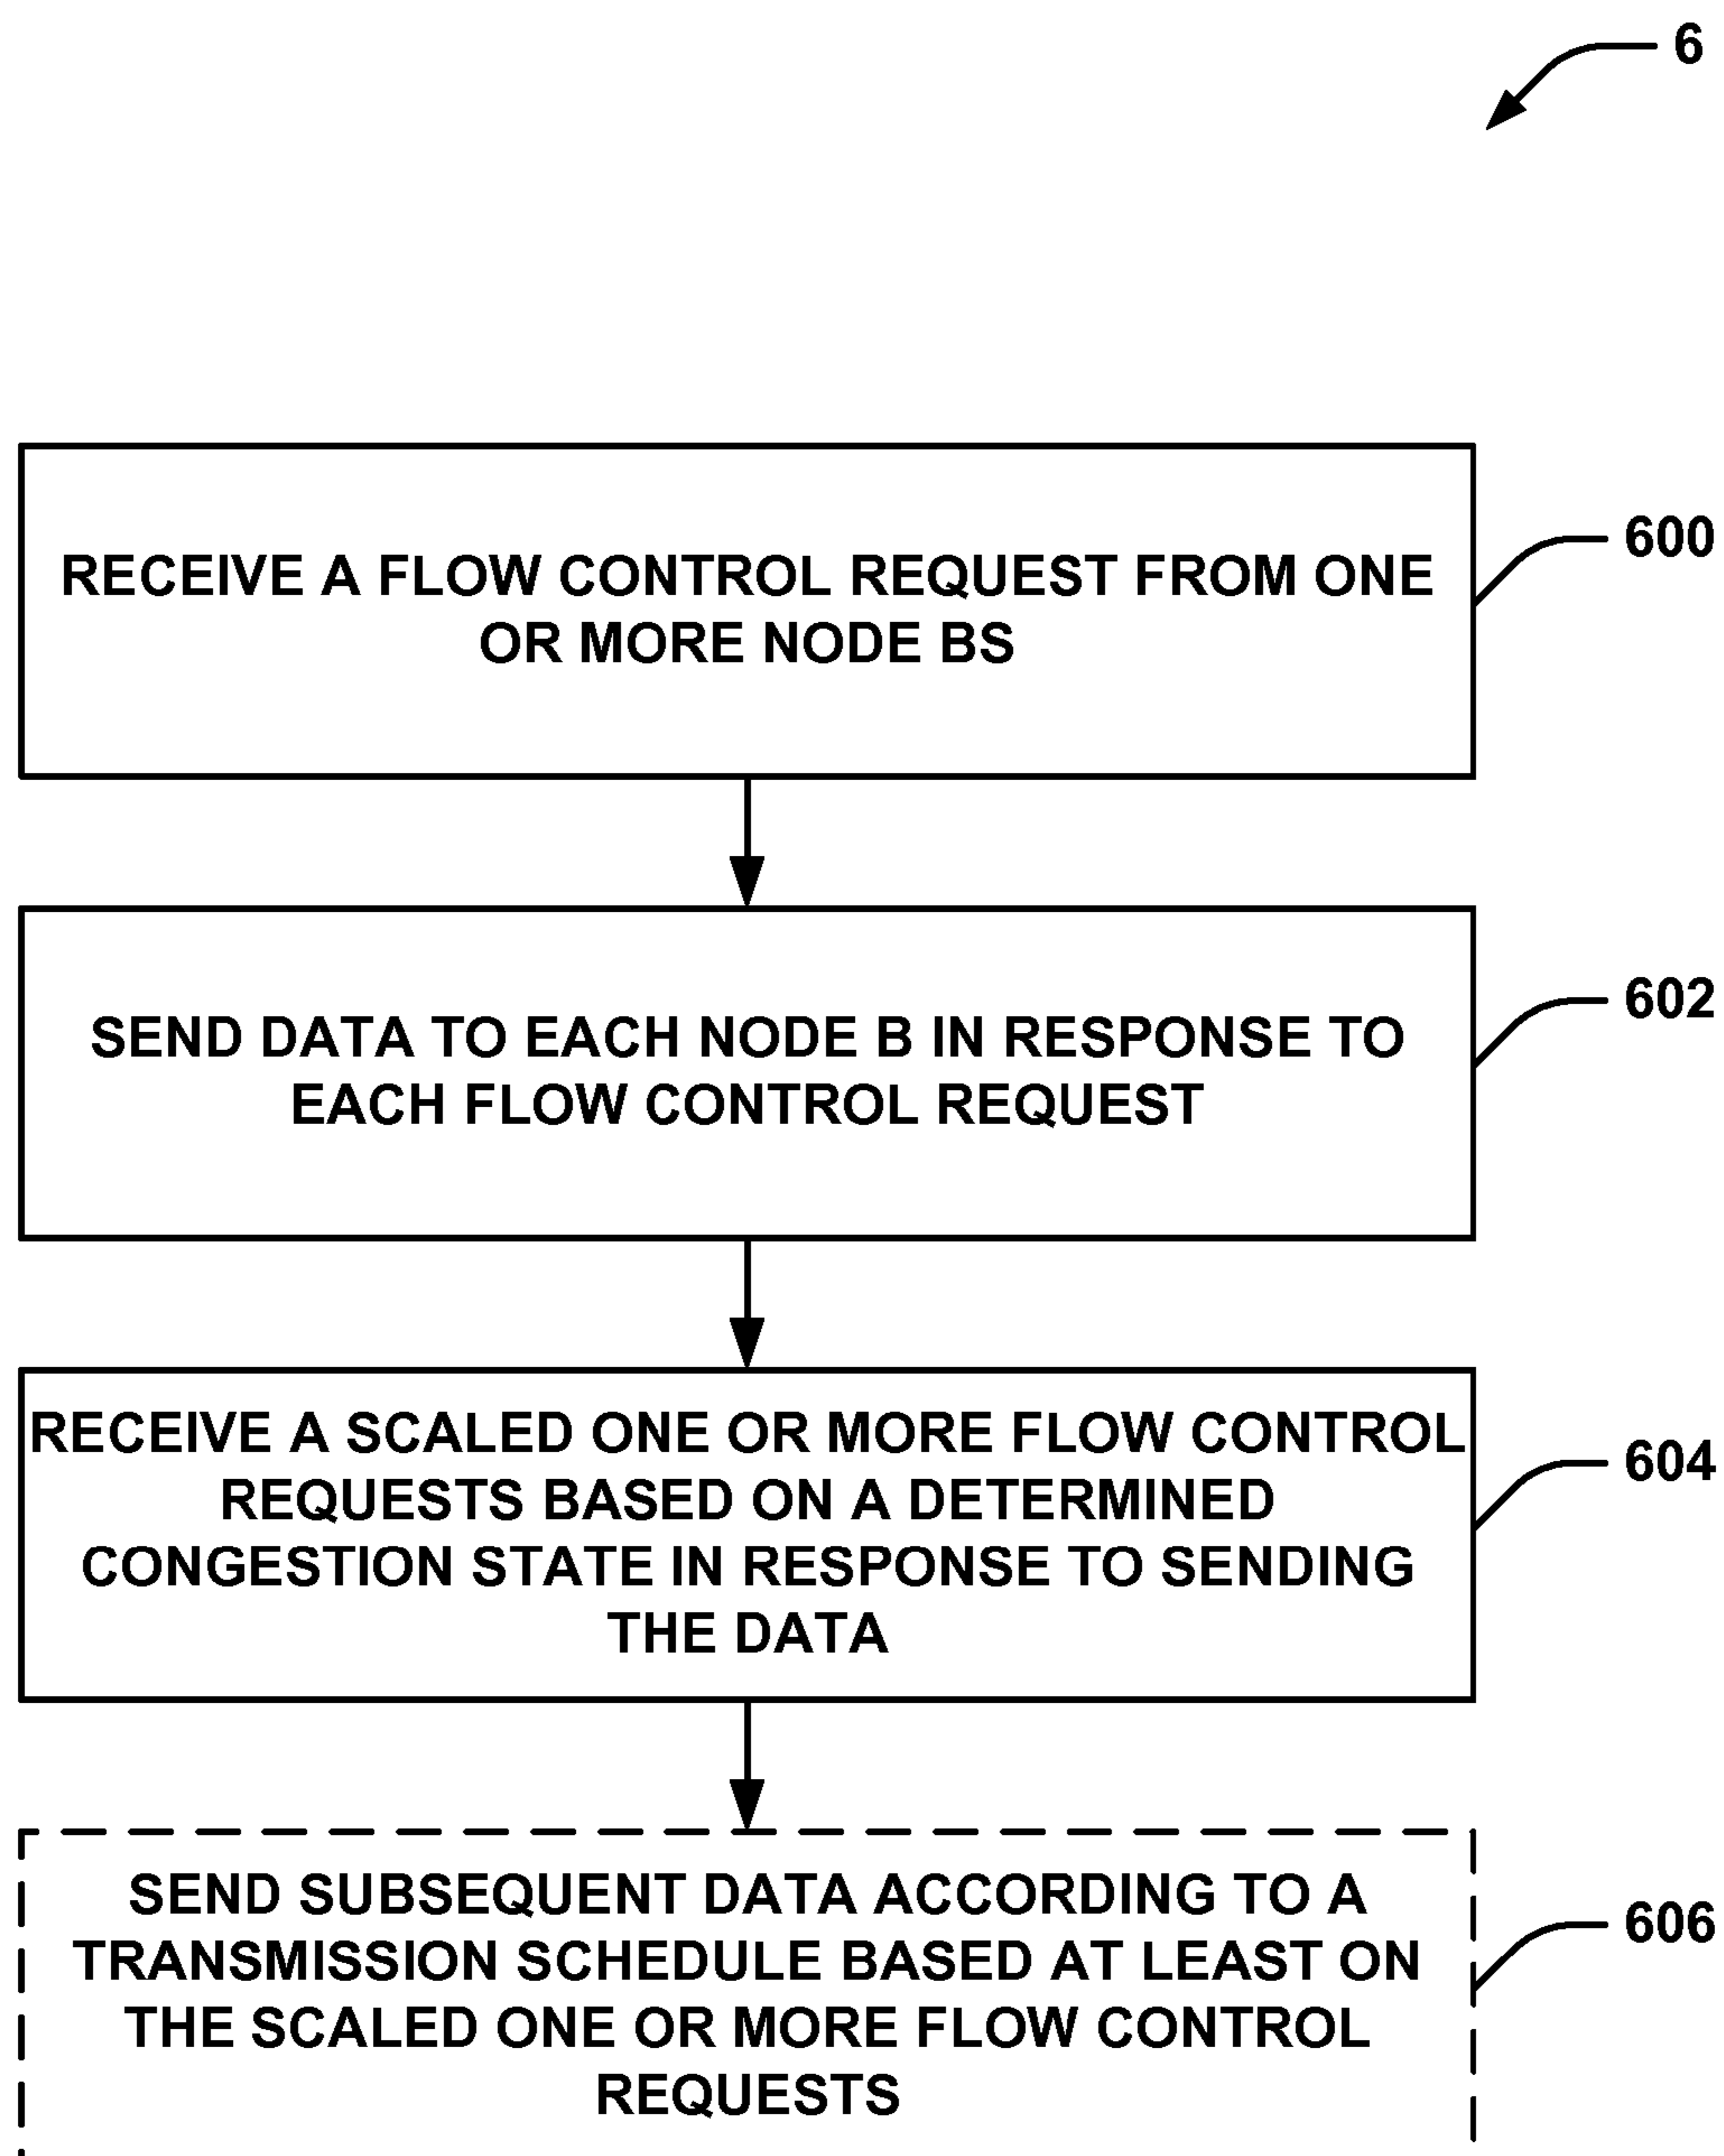 6
RECEIVE A FLOW CONTROL REQUEST FROM ONE
OR MORE NODE BS
600
SEND DATA TO EACH NODE B IN RESPONSE TO
EACH FLOW CONTROL REQUEST
602
RECEIVE A SCALED ONE OR MORE FLOW CONTROL
REQUESTS BASED ON A DETERMINED
CONGESTION STATE IN RESPONSE TO SENDING
THE DATA
604
SEND SUBSEQUENT DATA ACCORDING TO A
TRANSMISSION SCHEDULE BASED AT LEAST ON
THE SCALED ONE OR MORE FLOW CONTROL
REQUESTS
606